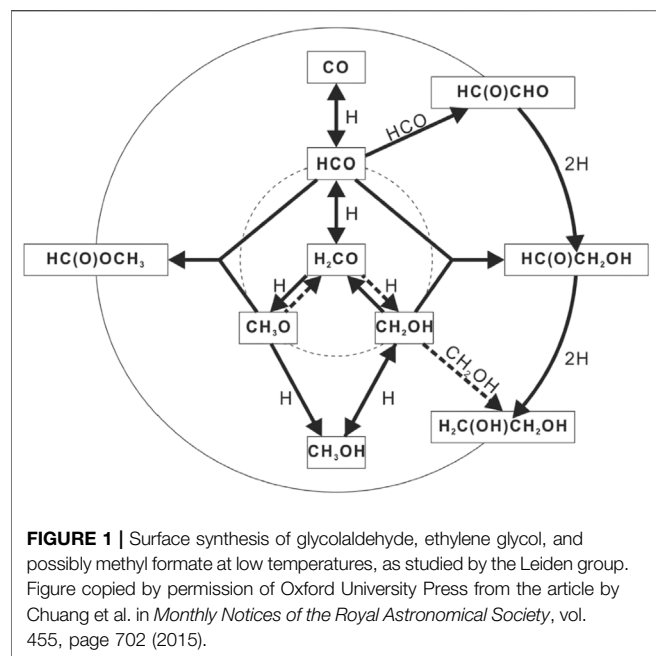 CO
HC(O)CHO
H
HCO
HCO
2H
H
HC(O)OCH₃
H₂CO
HC(O)CH₂OH
H
H
CH₃O
CH₂OH
CH₂OH
2H
H
H
H₂C(OH)CH₂OH
CH₃OH
FIGURE 1 | Surface synthesis of glycolaldehyde, ethylene glycol, and
possibly methyl formate at low temperatures, as studied by the Leiden group.
Figure copied by permission of Oxford University Press from the article by
Chuang et al. in Monthly Notices of the Royal Astronomical Society, vol.
455, page 702 (2015).